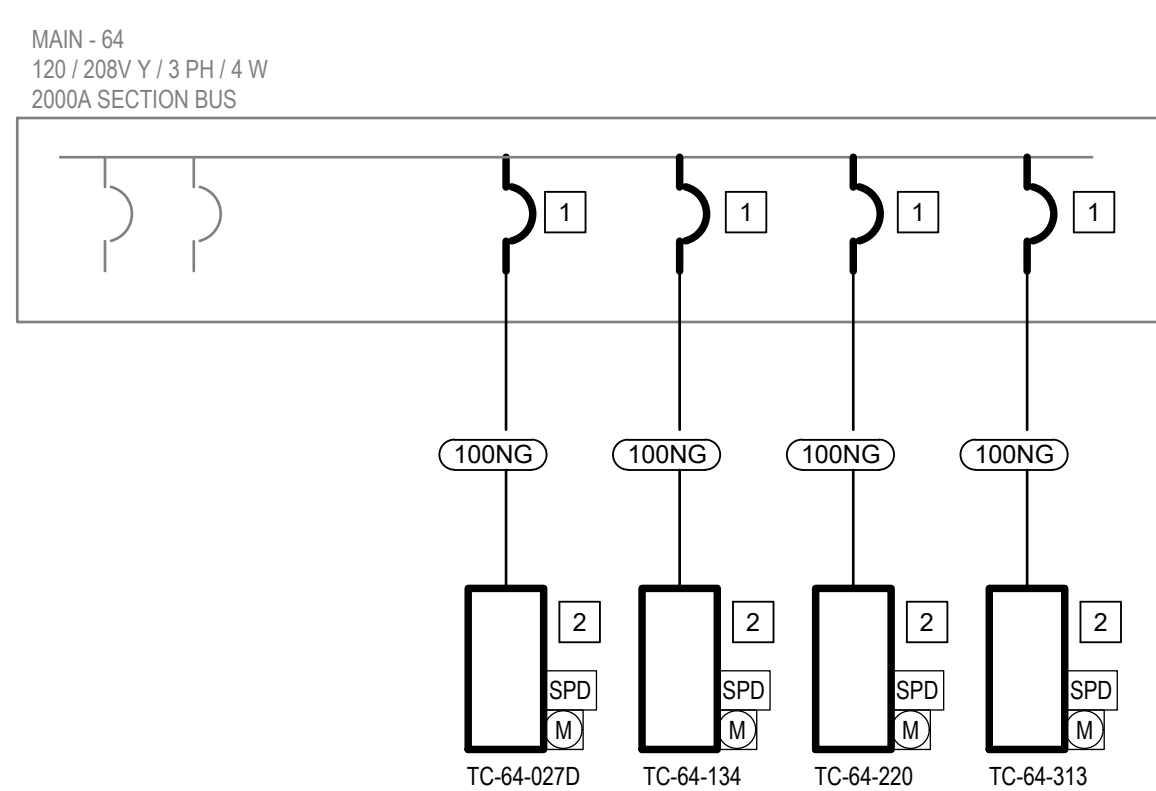 MAIN - 64
120 / 208V Y / 3 PH / 4 W
2000A SECTION BUS
1 1 1 1
100NG 100NG 100NG 100NG
2 2 2 2
SPD SPD SPD SPD
M M M M
TC-64-027D TC-64-134 TC-64-220 TC-64-313